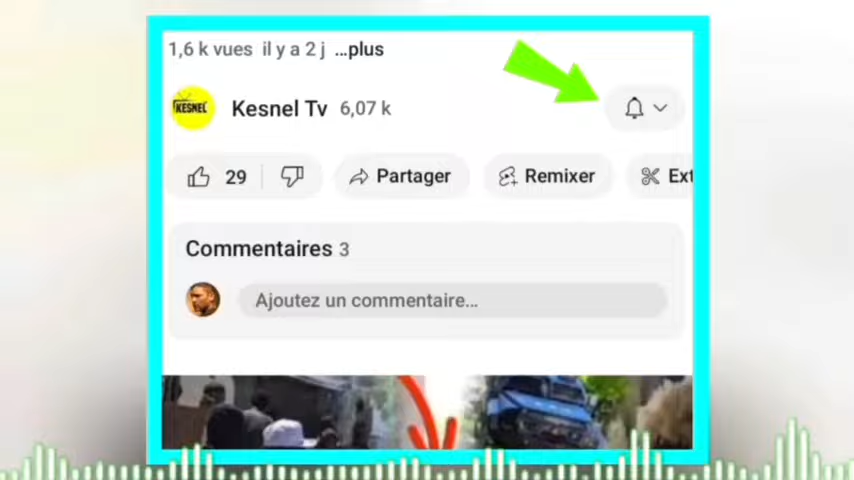 1,6 k vues il y a 2 j ...plus
KESNEL
Kesnel Tv 6,07 k
29 Partager Remixer Ext
Commentaires 3
Ajoutez un commentaire...